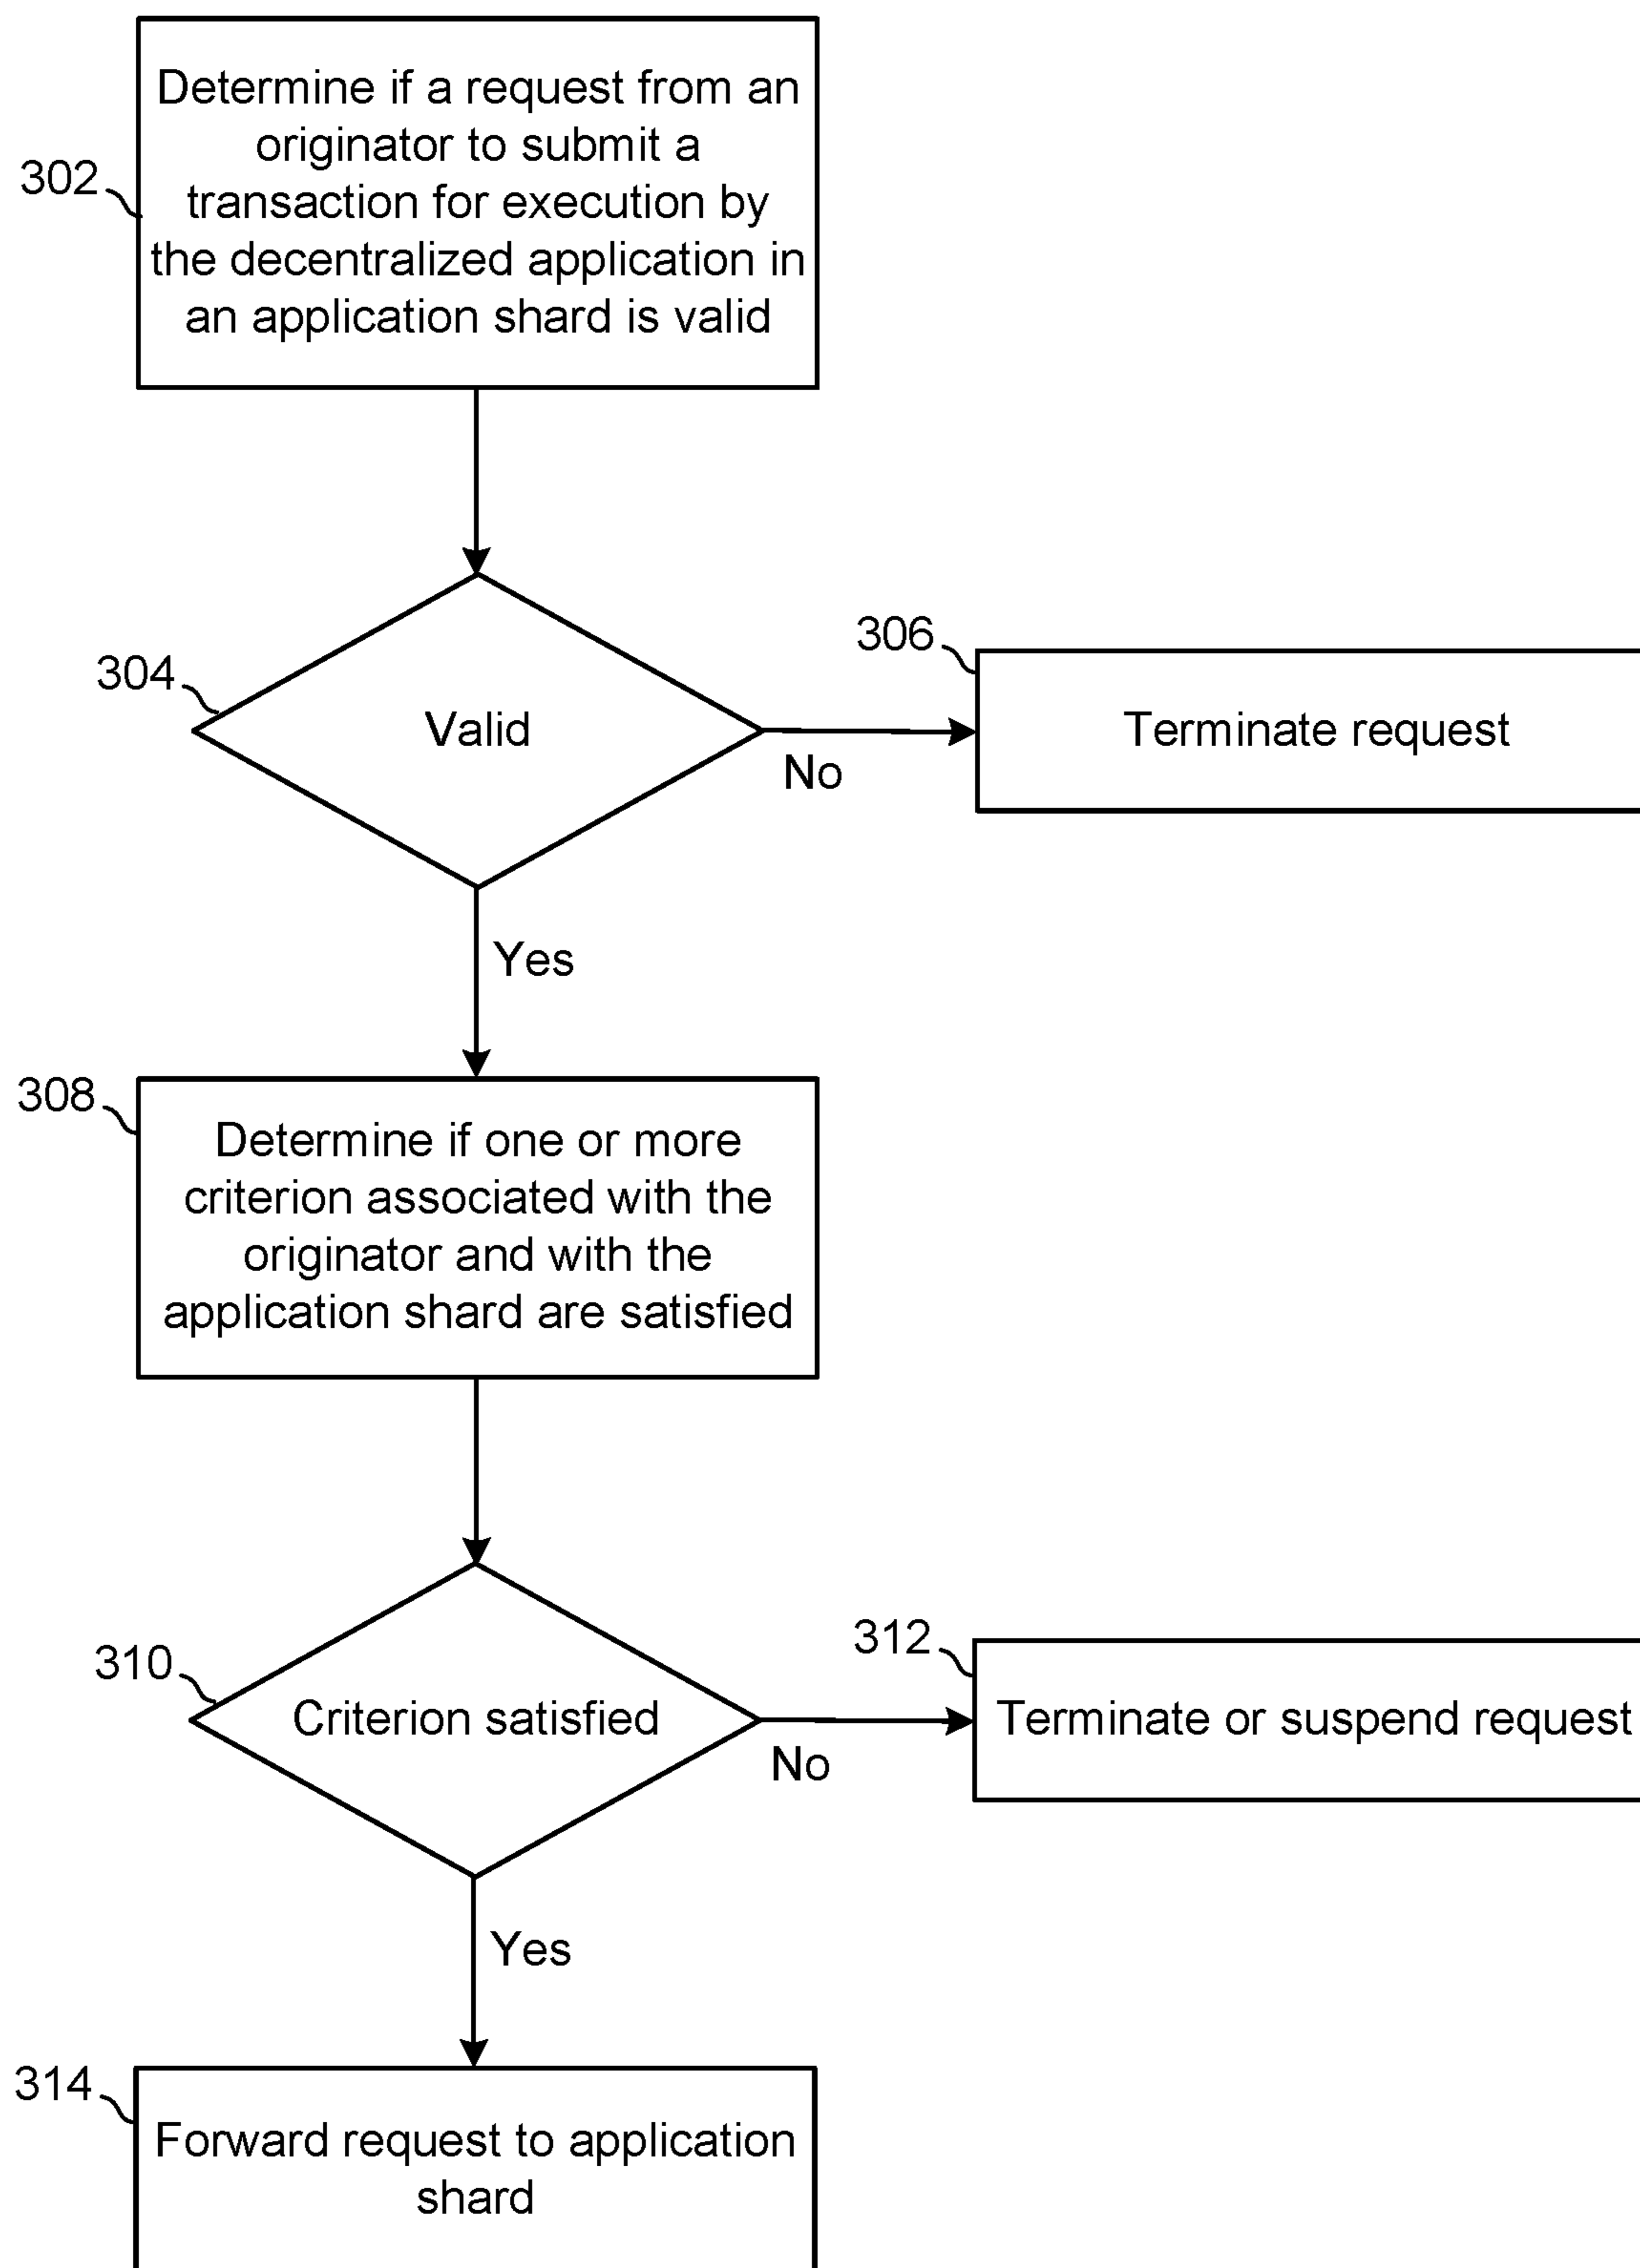 302
Determine if a request from an
originator to submit a
transaction for execution by
the decentralized application in
an application shard is valid
304
Valid
No
306
Terminate request
Yes
308
Determine if one or more
criterion associated with the
originator and with the
application shard are satisfied
310
Criterion satisfied
No
312
Terminate or suspend request
Yes
314
Forward request to application
shard